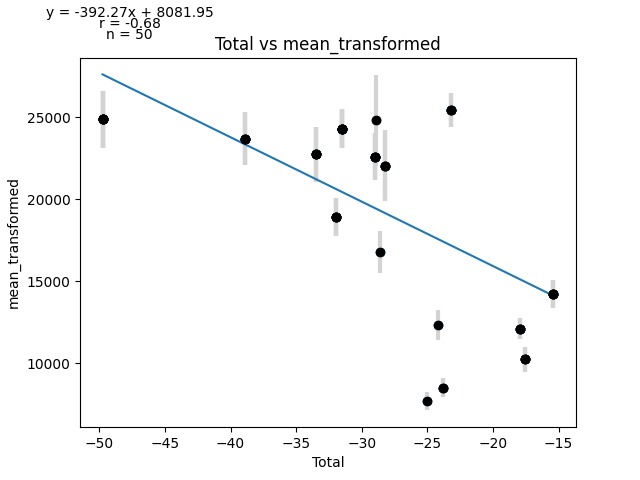 y = -392.27x + 8081.95
r = -0.68
n = 50
Total vs mean_transformed
mean_transformed
25000
20000
15000
10000
−50
−45
−40
−35
−30
−25
−20
−15
Total